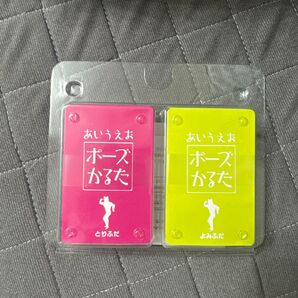 あいうえお
ポーズ
かるた
とりふだ
あいうえお
ポーズ
かるた
よみふだ